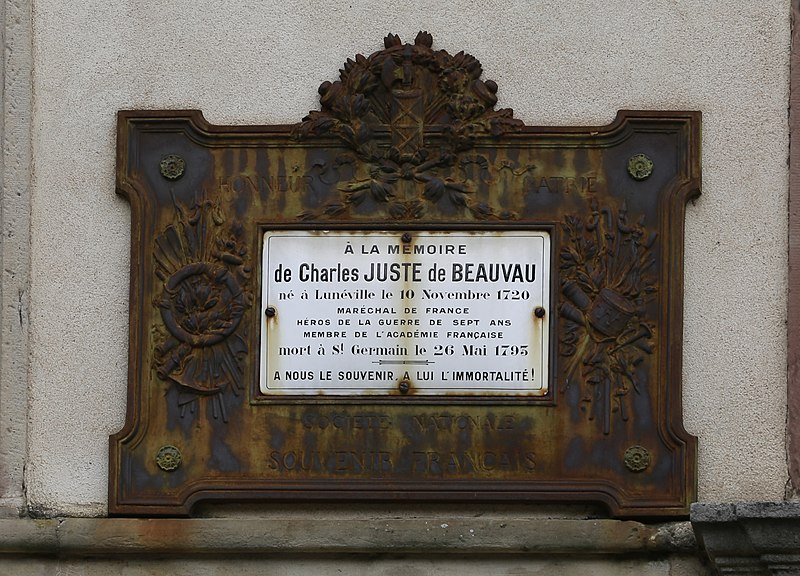 HONNEUR ET PATRIE
À LA MÉMOIRE
de Charles JUSTE de BEAUVAU
né à Lunéville le 10 Novembre 1720
MARÉCHAL DE FRANCE
HÉROS DE LA GUERRE DE SEPT ANS
MEMBRE DE L'ACADÉMIE FRANÇAISE
mort à St Germain le 26 Mai 1793
A NOUS LE SOUVENIR, A LUI L'IMMORTALITÉ!
SOCIÉTÉ NATIONALE
SOUVENIR FRANÇAIS